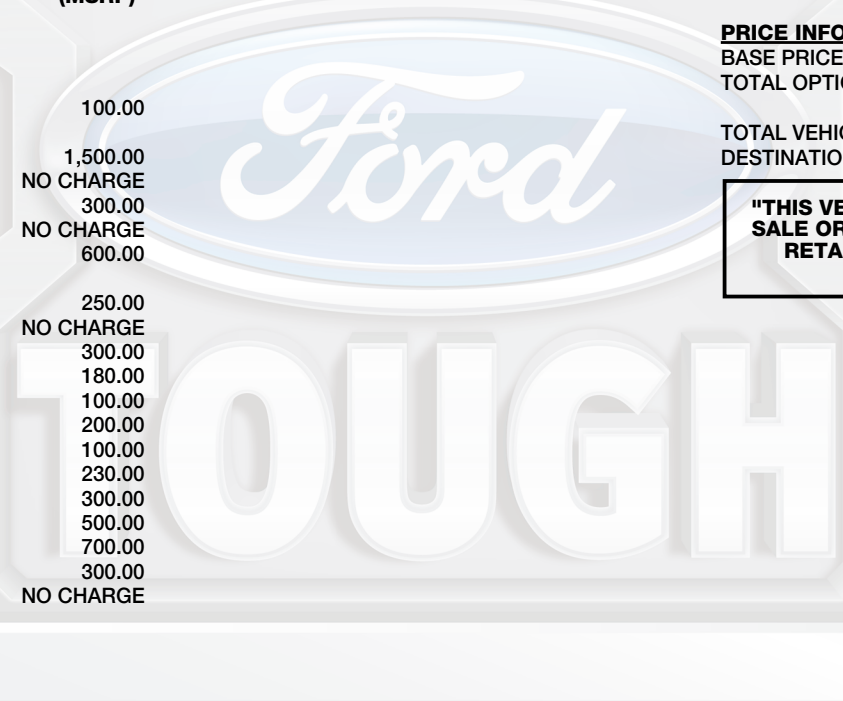 (MSRP)
100.00
1,500.00
NO CHARGE
300.00
NO CHARGE
600.00
250.00
NO CHARGE
300.00
180.00
100.00
200.00
100.00
230.00
300.00
500.00
700.00
300.00
NO CHARGE
PRICE INFO
BASE PRICE
TOTAL OPTI
TOTAL VEHI
DESTINATIO
"THIS VE
SALE OR
RETA
Ford
TOUGH